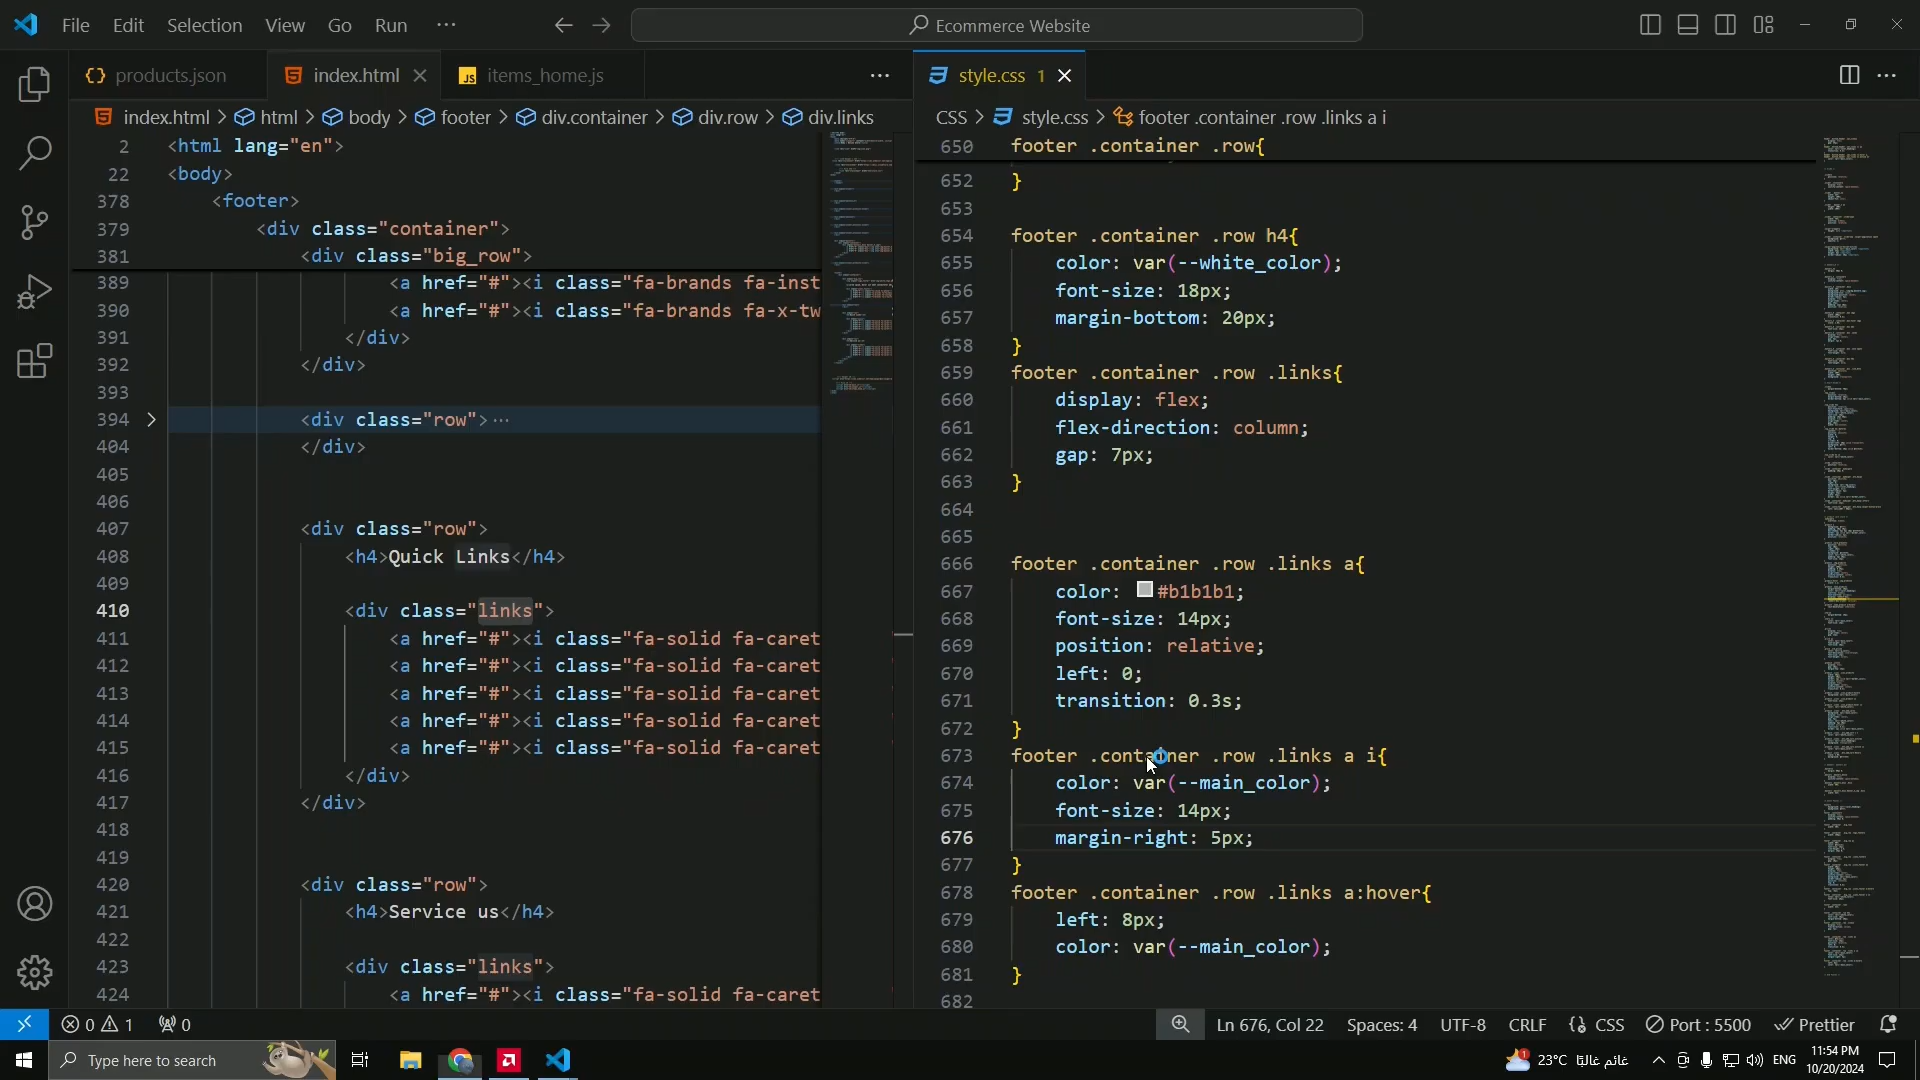 File Edit Selection View Go Run ···
Ecommerce Website
products.json
index.html
JS items_home.js
style.css 1
index.html > html > body > footer > div.container > div.row > div.links
CSS > style.css > footer .container .row .links a i
2 <html lang="en">
22 <body>
378 <footer>
379 <div class="container">
381 <div class="big_row">
389 <a href="#"><i class="fa-brands fa-inst
390 <a href="#"><i class="fa-brands fa-x-tw
391 </div>
392 </div>
393
394 <div class="row">···
404 </div>
405
406
407 <div class="row">
408 <h4>Quick Links</h4>
409
410 <div class="links">
411 <a href="#"><i class="fa-solid fa-caret
412 <a href="#"><i class="fa-solid fa-caret
413 <a href="#"><i class="fa-solid fa-caret
414 <a href="#"><i class="fa-solid fa-caret
415 <a href="#"><i class="fa-solid fa-caret
416 </div>
417 </div>
418
419
420 <div class="row">
421 <h4>Service us</h4>
422
423 <div class="links">
424 <a href="#"><i class="fa-solid fa-caret
650 footer .container .row{
652 }
653
654 footer .container .row h4{
655 color: var(--white_color);
656 font-size: 18px;
657 margin-bottom: 20px;
658 }
659 footer .container .row .links{
660 display: flex;
661 flex-direction: column;
662 gap: 7px;
663 }
664
665
666 footer .container .row .links a{
667 color: #b1b1b1;
668 font-size: 14px;
669 position: relative;
670 left: 0;
671 transition: 0.3s;
672 }
673 footer .container .row .links a i{
674 color: var(--main_color);
675 font-size: 14px;
676 margin-right: 5px;
677 }
678 footer .container .row .links a:hover{
679 left: 8px;
680 color: var(--main_color);
681 }
682
0 1 0
Ln 676, Col 22 Spaces: 4 UTF-8 CRLF {} CSS Port : 5500 Prettier
Type here to search
1 23°C غائم غالبًا ENG 11:54 PM
10/20/2024